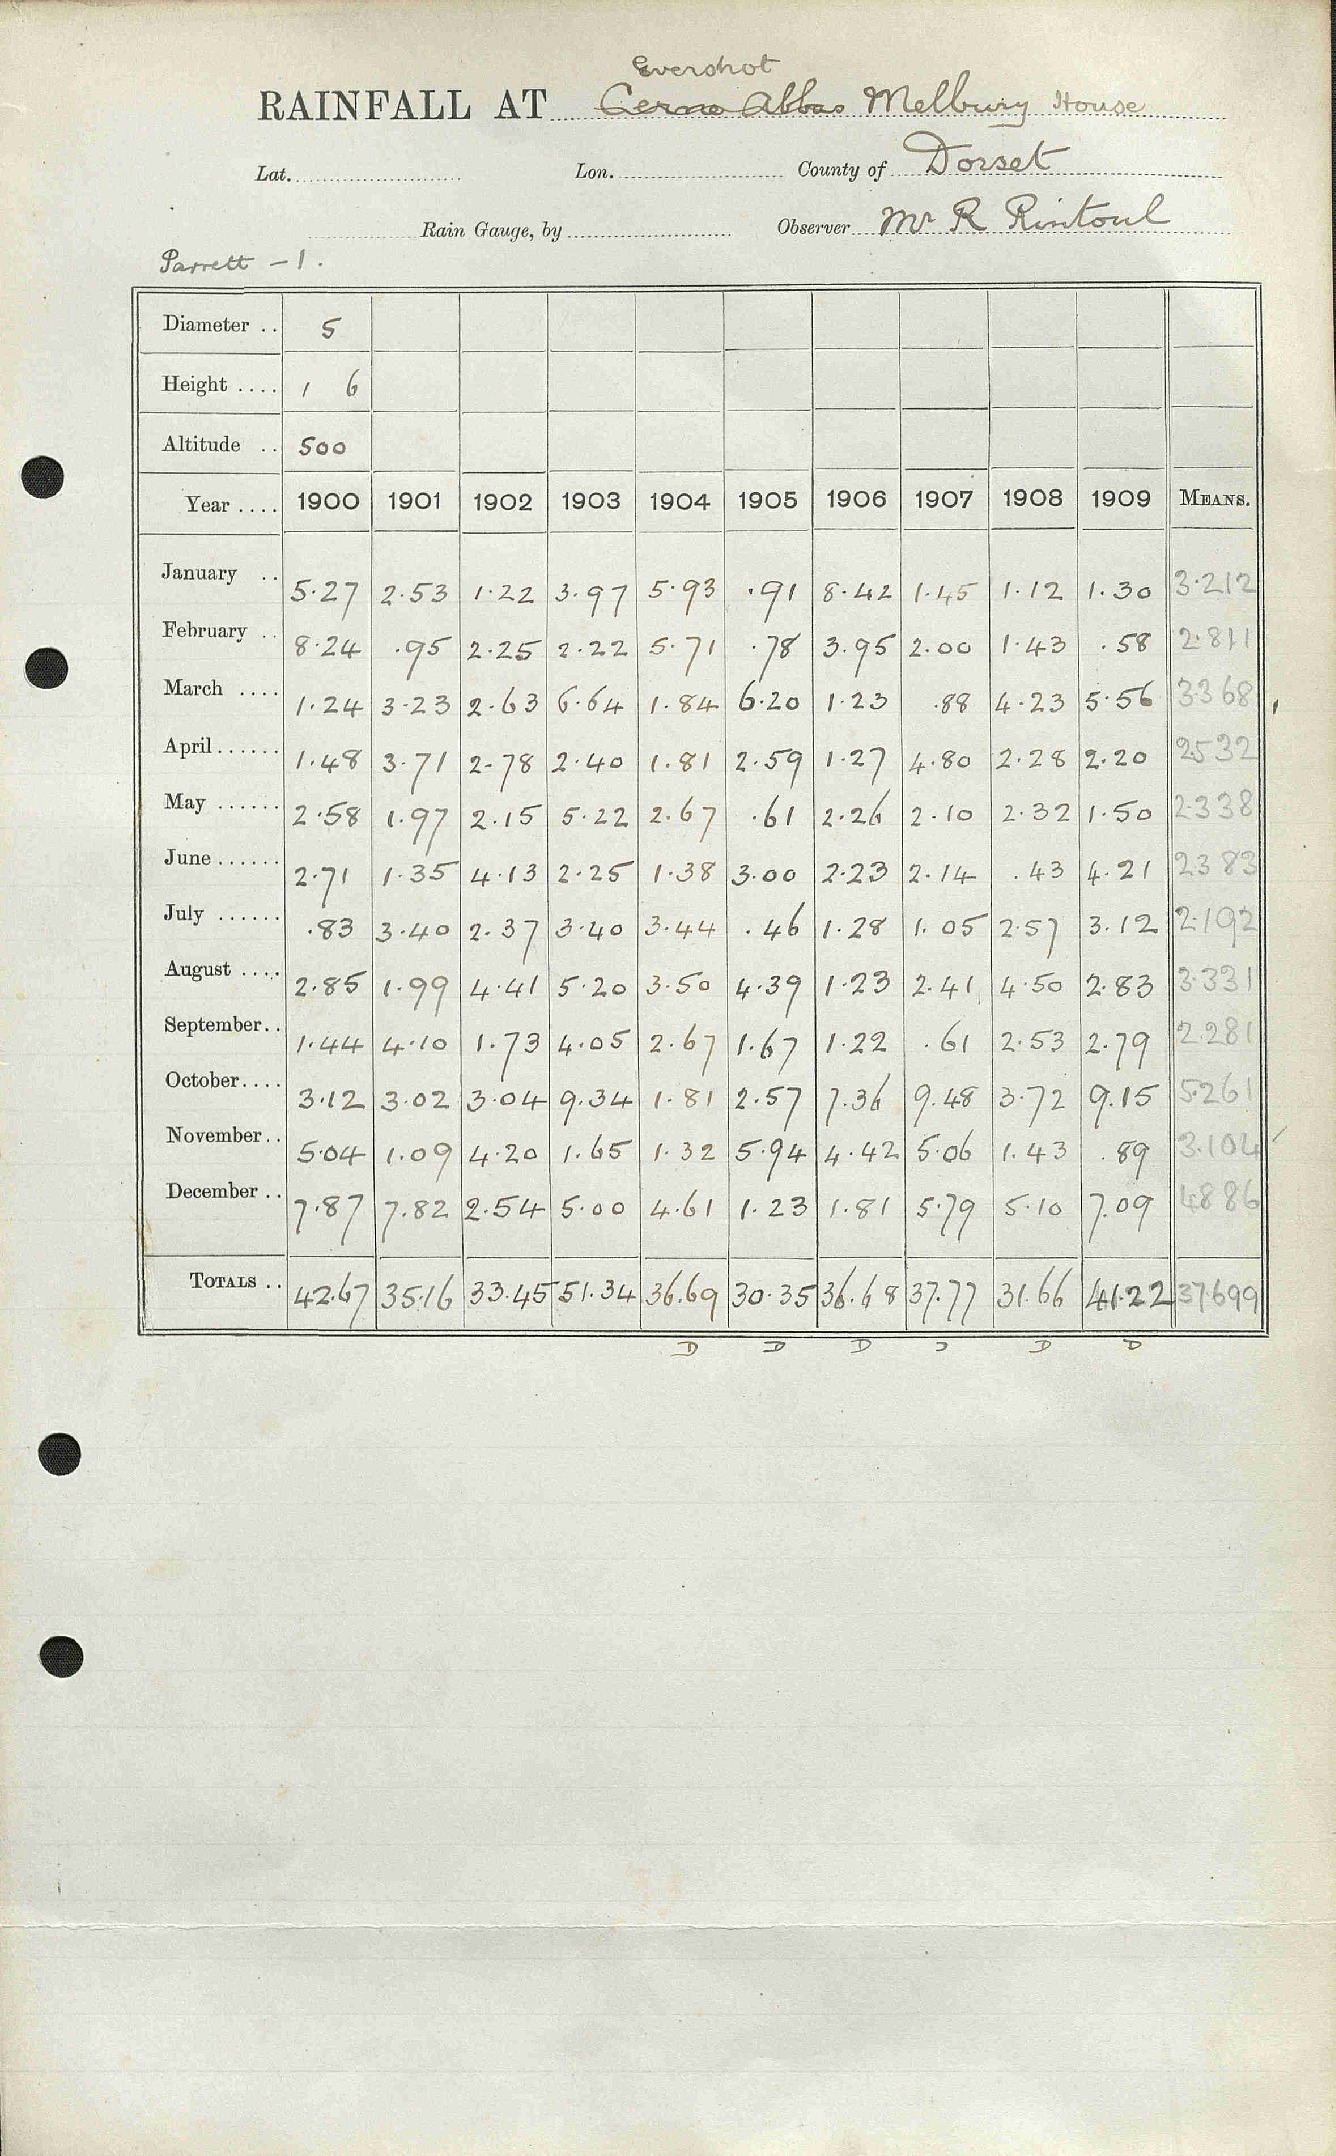 Evershot
RAINFALL AT Cerne Abbas Melbury House
Lat. Lon. County of Dorset
Rain Gauge, by Observer Mr R Rintoul
Parrett - 1.
Diameter .. 5
Height .... 1 6
Altitude .. 500
Year .... 1900 1901 1902 1903 1904 1905 1906 1907 1908 1909 MEANS.
January .. 5.27 2.53 1.22 3.97 5.93 .91 8.42 1.45 1.12 1.30 3.212
February .. 8.24 .95 2.25 2.22 5.71 .78 3.95 2.00 1.43 .58 2.811
March .... 1.24 3.23 2.63 6.64 1.84 6.20 1.23 .88 4.23 5.56 3.368
April...... 1.48 3.71 2.78 2.40 1.81 2.59 1.27 4.80 2.28 2.20 2532
May ...... 2.58 1.97 2.15 5.22 2.67 .61 2.26 2.10 2.32 1.50 2338
June...... 2.71 1.35 4.13 2.25 1.38 3.00 2.23 2.14 .43 4.21 2383
July ...... .83 3.40 2.37 3.40 3.44 .46 1.28 1.05 2.57 3.12 2.192
August .... 2.85 1.99 4.41 5.20 3.50 4.39 1.23 2.41 4.50 2.83 3.331
September.. 1.44 4.10 1.73 4.05 2.67 1.67 1.22 .61 2.53 2.79 2.281
October.... 3.12 3.02 3.04 9.34 1.81 2.57 7.36 9.48 3.72 9.15 5.261
November.. 5.04 1.09 4.20 1.65 1.32 5.94 4.42 5.06 1.43 .89 3.104
December .. 7.87 7.82 2.54 5.00 4.61 1.23 1.81 5.79 5.10 7.09 4886
TOTALS .. 42.67 35.16 33.45 51.34 36.69 30.35 36.68 37.77 31.66 41.22 37.699
D D D D D D